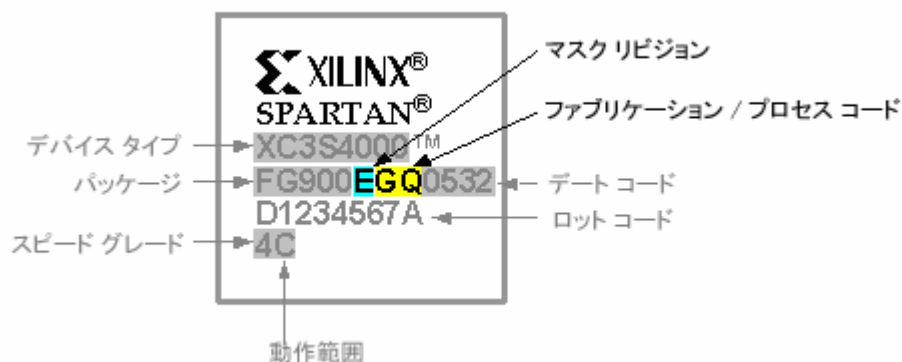 XILINX®
SPARTAN®
XC3S4000™
FG900EGQ0532
D1234567A
4C
マスク リビジョン
ファブリケーション / プロセス コード
デバイス タイプ
パッケージ
デート コード
ロット コード
スピード グレード
動作範囲